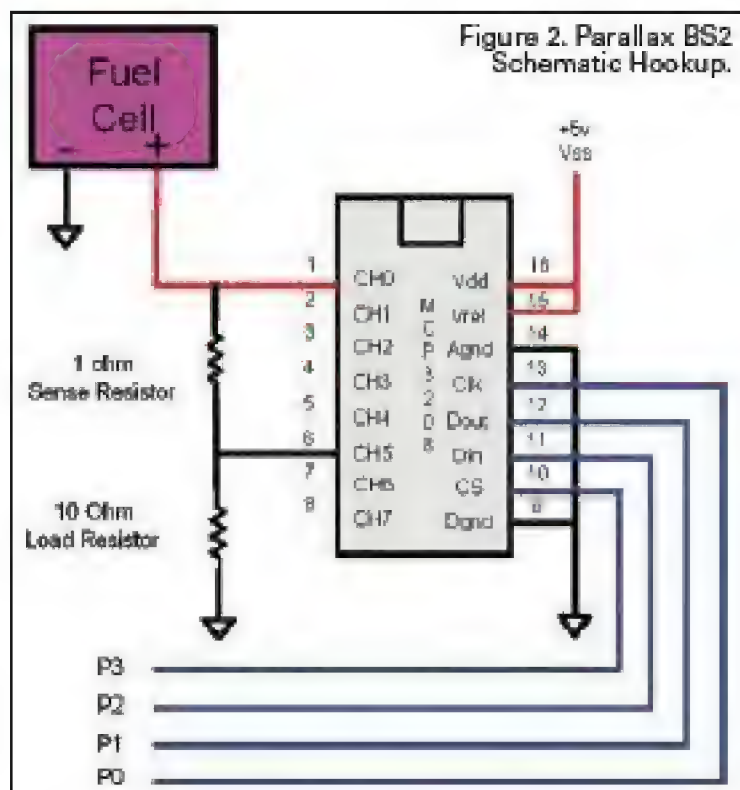 Figure 2. Parallax BS2
Schematic Hookup.
Fuel
Cell
- +
+5v
Vss
1
2
3
4
5
6
7
8
CH0
CH1
CH2
CH3
CH4
CH5
CH6
CH7
MCP3208
Vdd
Vref
Agnd
Clk
Dout
Din
CS
Dgnd
16
15
14
13
12
11
10
9
1 ohm
Sense Resistor
10 Ohm
Load Resistor
P3
P2
P1
P0